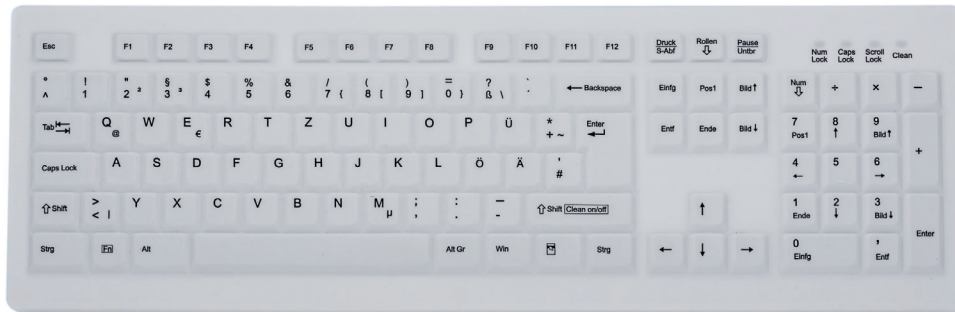 Esc F1 F2 F3 F4 F5 F6 F7 F8 F9 F10 F11 F12 Druck S-Abf Rollen ⇩ Pause Untbr Num Lock Caps Lock Scroll Lock Clean
° ! " § $ % & / ( ) = ? `
^ 1 2 ² 3 ³ 4 5 6 7 { 8 [ 9 ] 0 } ß \ ´ ← Backspace Einfg Pos1 Bild ↑ Num ⇩ ÷ × −
Tab Q @ W E € R T Z U I O P Ü * + ~ Enter Entf Ende Bild ↓ 7 Pos1 8 ↑ 9 Bild ↑ +
Caps Lock A S D F G H J K L Ö Ä ' # 4 ← 5 6 →
⇧ Shift > < | Y X C V B N M µ ; , : . _ - ⇧ Shift Clean on/off ↑ 1 Ende 2 ↓ 3 Bild ↓ Enter
Strg Fn Alt Alt Gr Win Strg ← ↓ → 0 Einfg , Entf